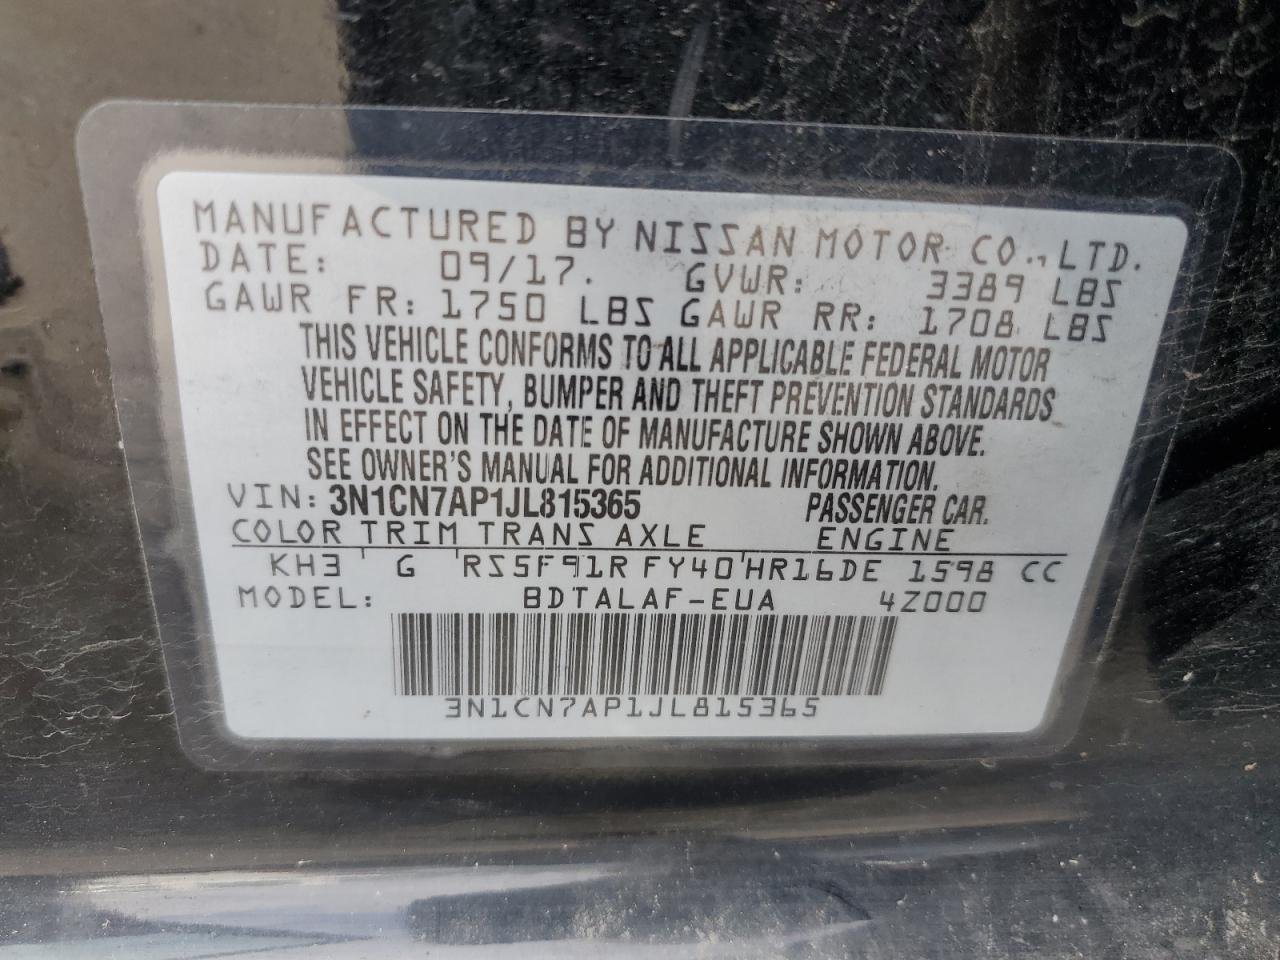 MANUFACTURED BY NISSAN MOTOR CO., LTD.
DATE: 09/17. GVWR: 3389 LBS
GAWR FR: 1750 LBS GAWR RR: 1708 LBS
THIS VEHICLE CONFORMS TO ALL APPLICABLE FEDERAL MOTOR
VEHICLE SAFETY, BUMPER AND THEFT PREVENTION STANDARDS
IN EFFECT ON THE DATE OF MANUFACTURE SHOWN ABOVE.
SEE OWNER'S MANUAL FOR ADDITIONAL INFORMATION.
VIN: 3N1CN7AP1JL815365 PASSENGER CAR.
COLOR TRIM TRANS AXLE ENGINE
KH3 ' G ' RS5F91R FY40 ' HR16DE 1598 CC
MODEL: BDTALAF-EUA 4Z000
3N1CN7AP1JL815365